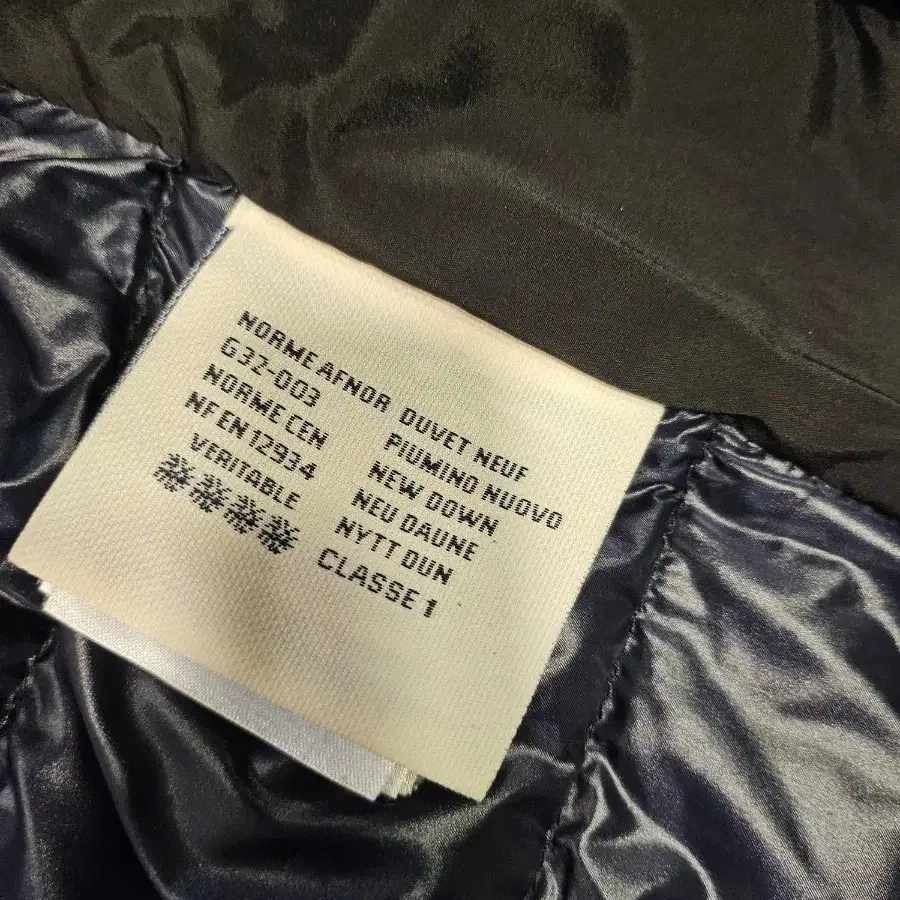 NORME AFNOR
G32-003
NORME CEN
NF EN 12934
VERITABLE
DUVET NEUF
PIUMINO NUOVO
NEW DOWN
NEU DAUNE
NYTT DUN
CLASSE 1